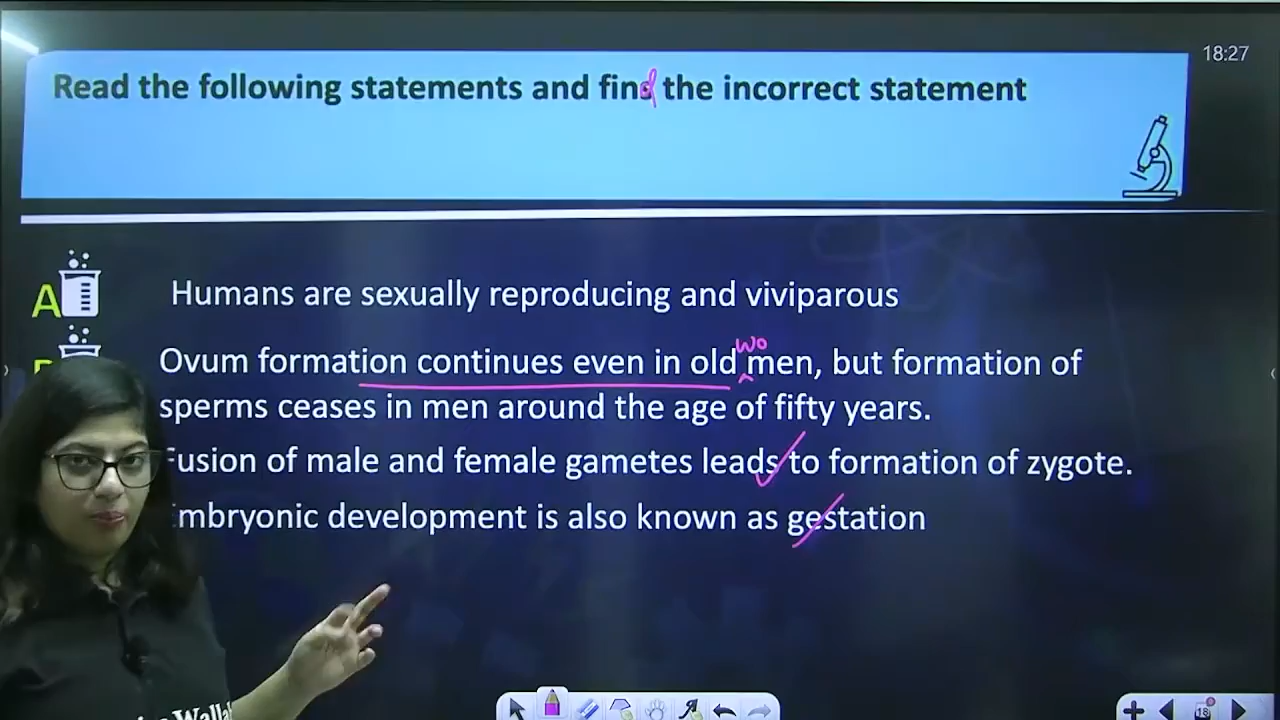 18:27
Read the following statements and find the incorrect statement
A Humans are sexually reproducing and viviparous
wo
Ovum formation continues even in old men, but formation of
sperms ceases in men around the age of fifty years.
Fusion of male and female gametes leads to formation of zygote.
mbryonic development is also known as gestation
18